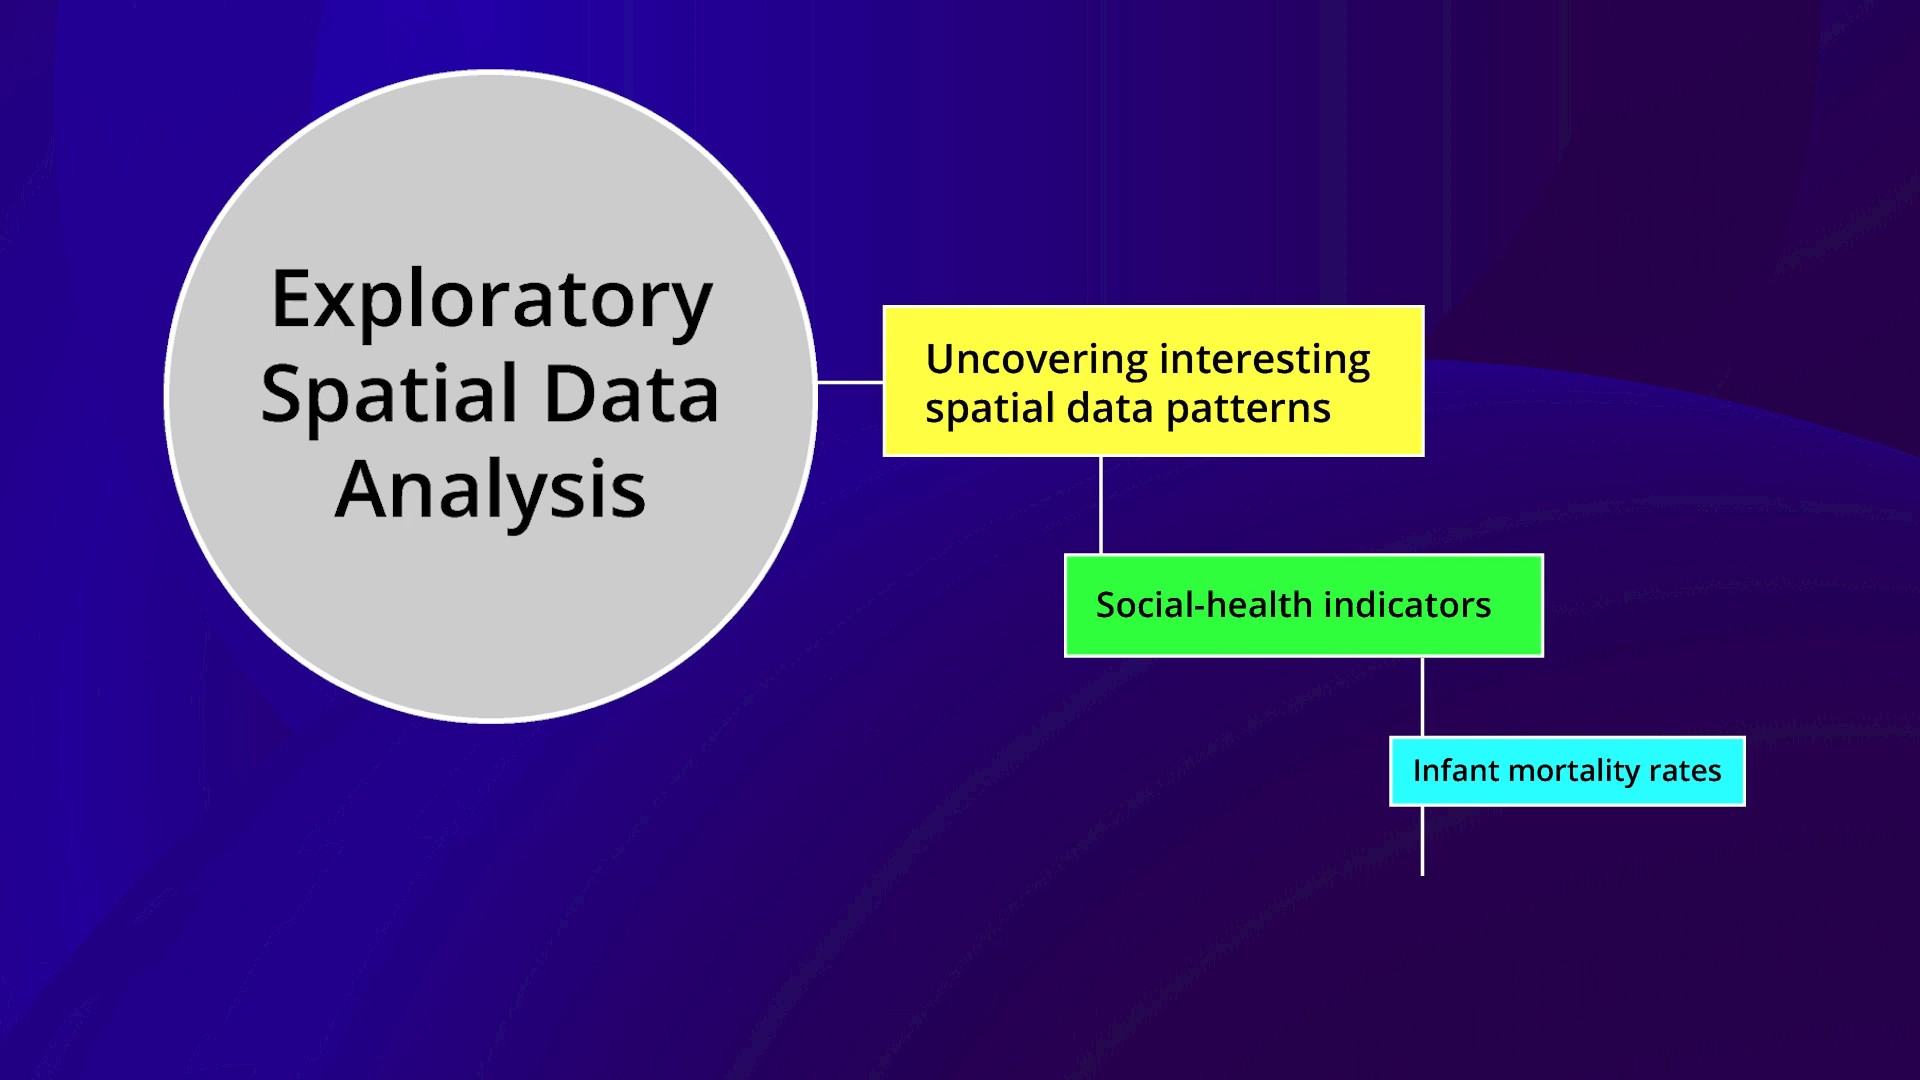 Exploratory
Spatial Data
Analysis
Uncovering interesting
spatial data patterns
Social-health indicators
Infant mortality rates